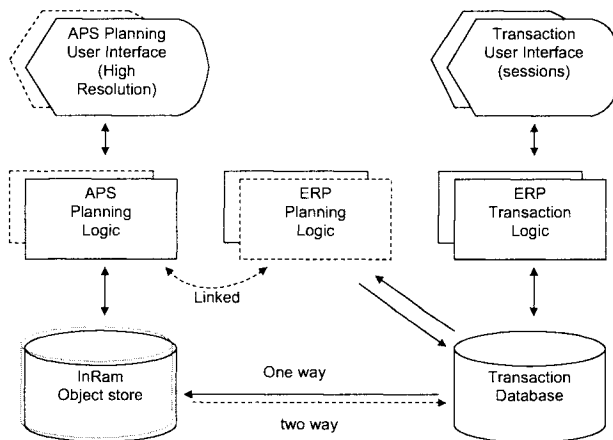 APS Planning
User Interface
(High
Resolution)
Transaction
User Interface
(sessions)
APS
Planning
Logic
ERP
Planning
Logic
ERP
Transaction
Logic
Linked
InRam
Object store
One way
two way
Transaction
Database